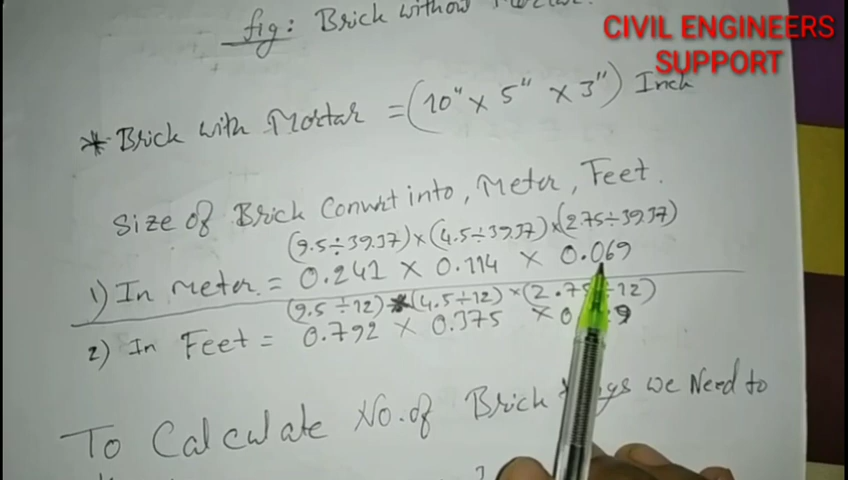 fig: Brick without
CIVIL ENGINEERS
SUPPORT
* Brick with Mortar = (10" × 5" × 3") Inch
Size of Brick Convert into, Meter, Feet.
(9.5÷39.37)×(4.5÷39.37)×(2.75÷39.37)
1) In Meter = 0.241 × 0.114 × 0.069
(9.5÷12) × (4.5÷12) × (2.75÷12)
2) In Feet = 0.792 × 0.375 ×
To Calculate No. of Brick we Need to